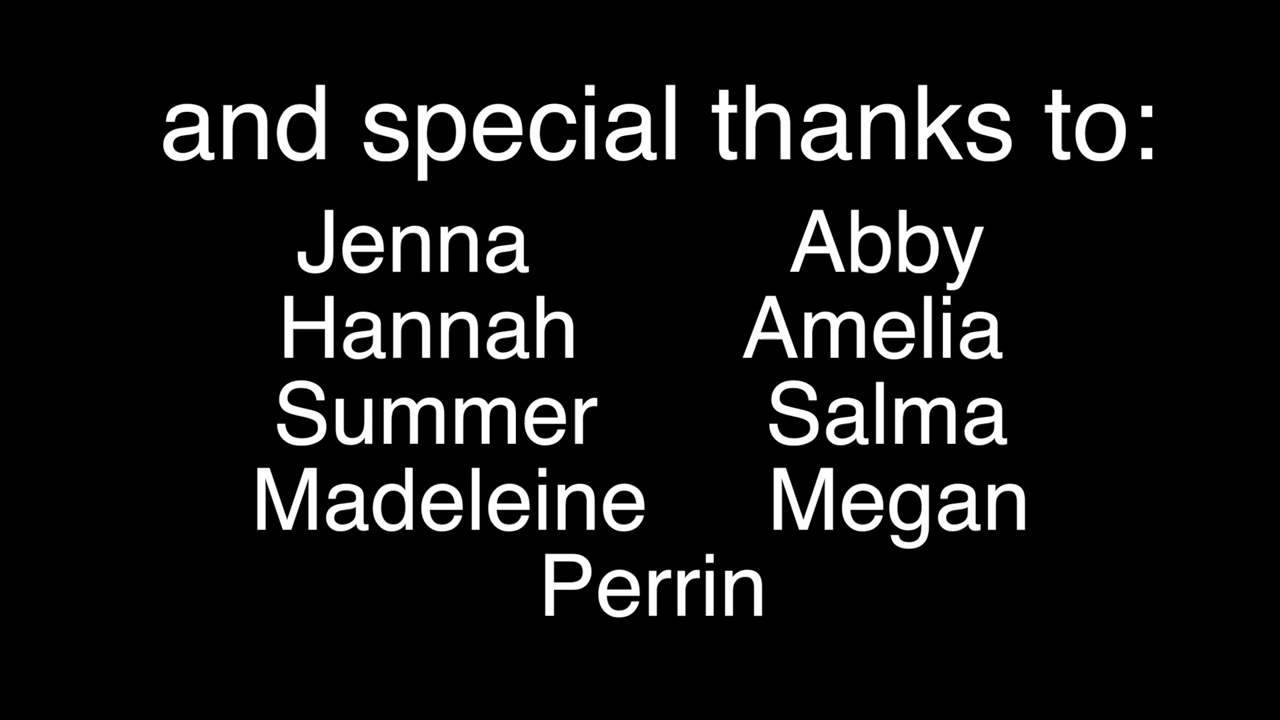 and special thanks to:
Jenna Abby
Hannah Amelia
Summer Salma
Madeleine Megan
Perrin